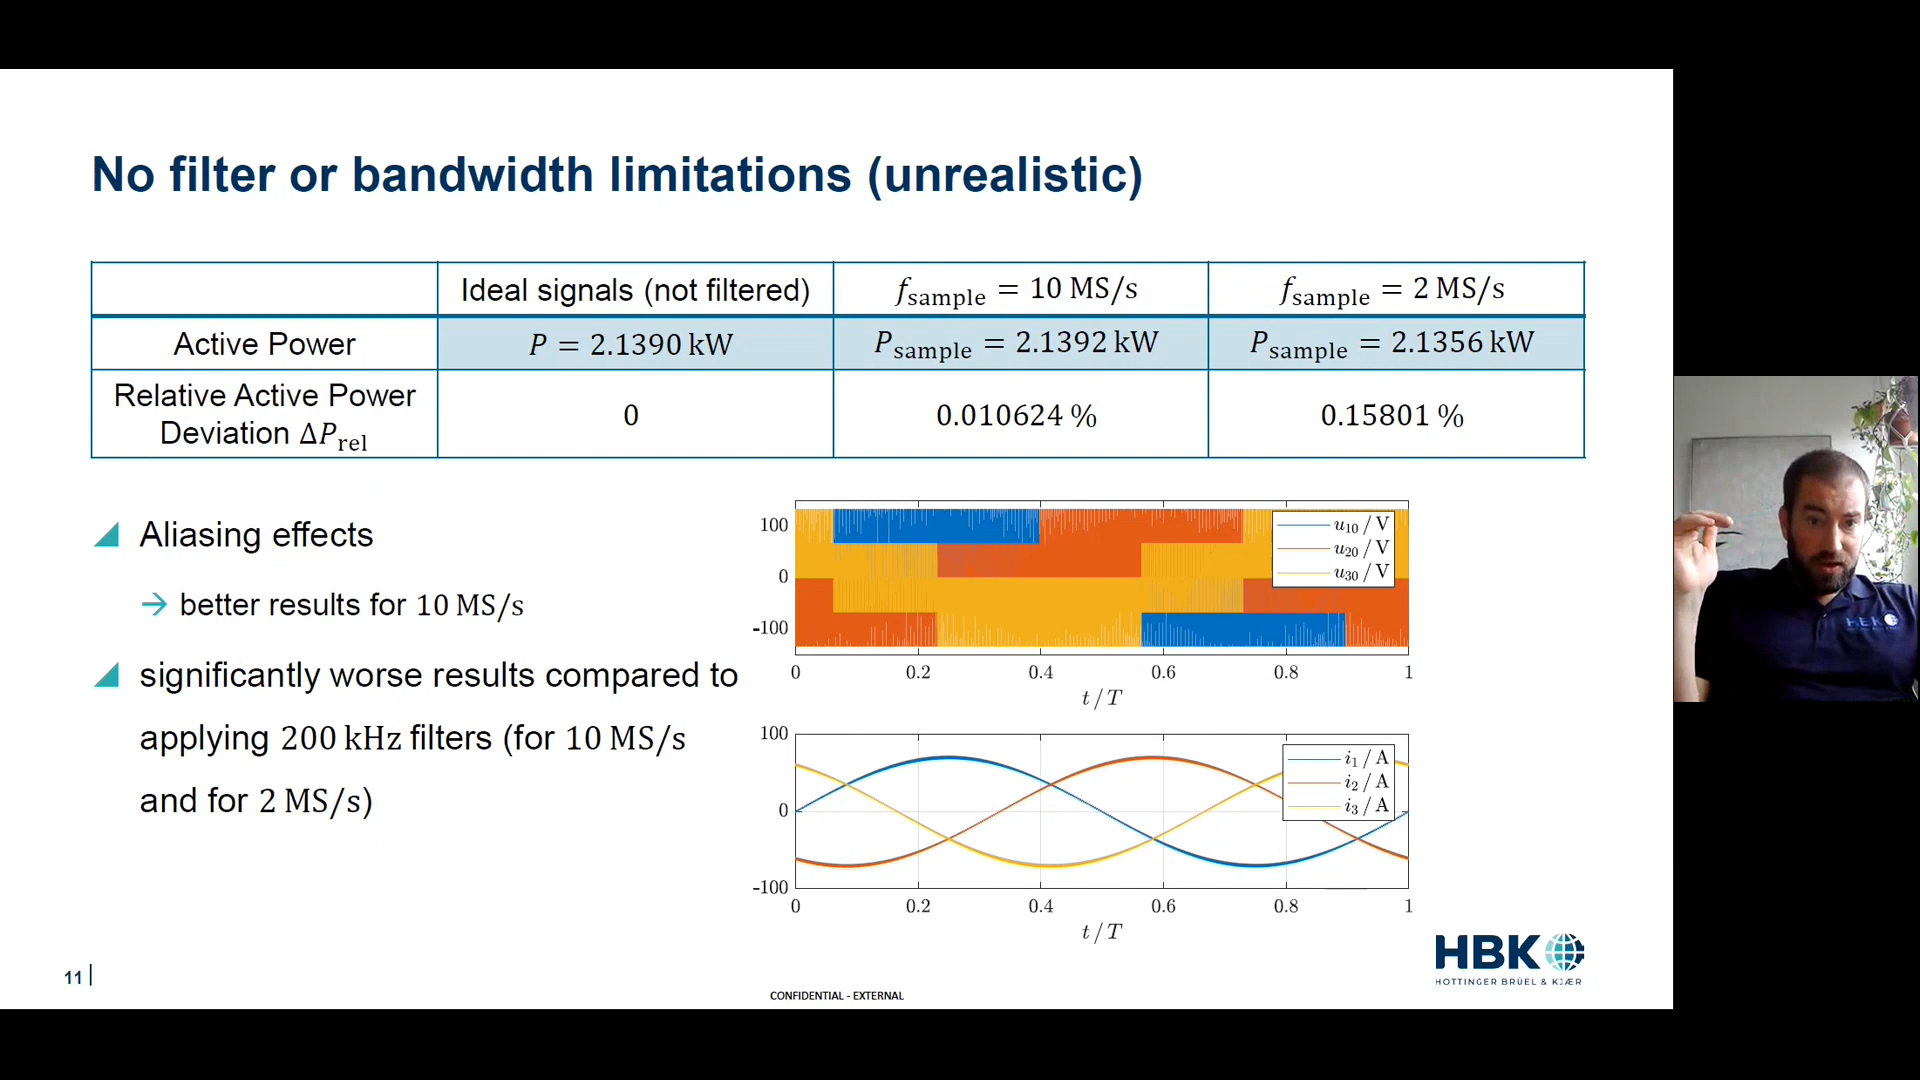 No filter or bandwidth limitations (unrealistic)
Ideal signals (not filtered)
f_sample = 10 MS/s
f_sample = 2 MS/s
Active Power
P = 2.1390 kW
P_sample = 2.1392 kW
P_sample = 2.1356 kW
Relative Active Power
Deviation ΔP_rel
0
0.010624 %
0.15801 %
Aliasing effects
→ better results for 10 MS/s
significantly worse results compared to
applying 200 kHz filters (for 10 MS/s
and for 2 MS/s)
100
0
-100
u₁₀ / V
u₂₀ / V
u₃₀ / V
0 0.2 0.4 0.6 0.8 1
t / T
100
0
-100
i₁ / A
i₂ / A
i₃ / A
0 0.2 0.4 0.6 0.8 1
t / T
HBK
HOTTINGER BRÜEL & KJÆR
11
CONFIDENTIAL - EXTERNAL
HBK